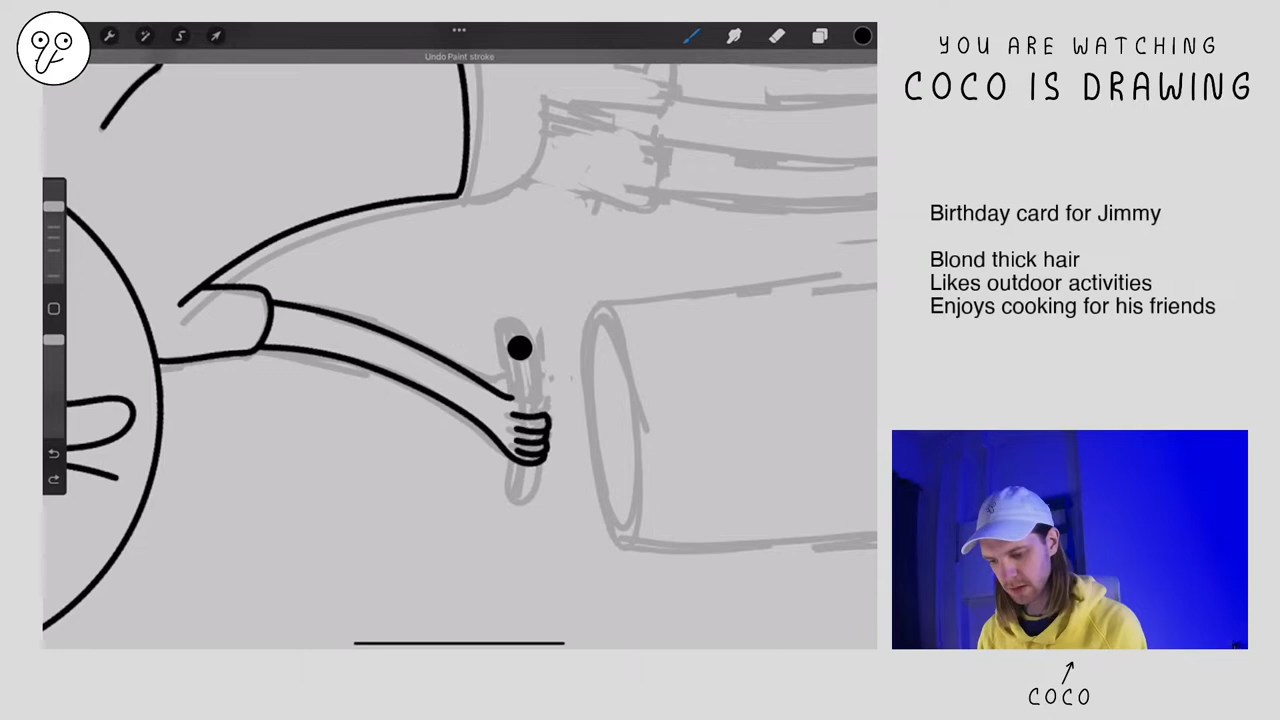 YOU ARE WATCHING
COCO IS DRAWING
Undo Paint stroke
Birthday card for Jimmy
Blond thick hair
Likes outdoor activities
Enjoys cooking for his friends
COCO